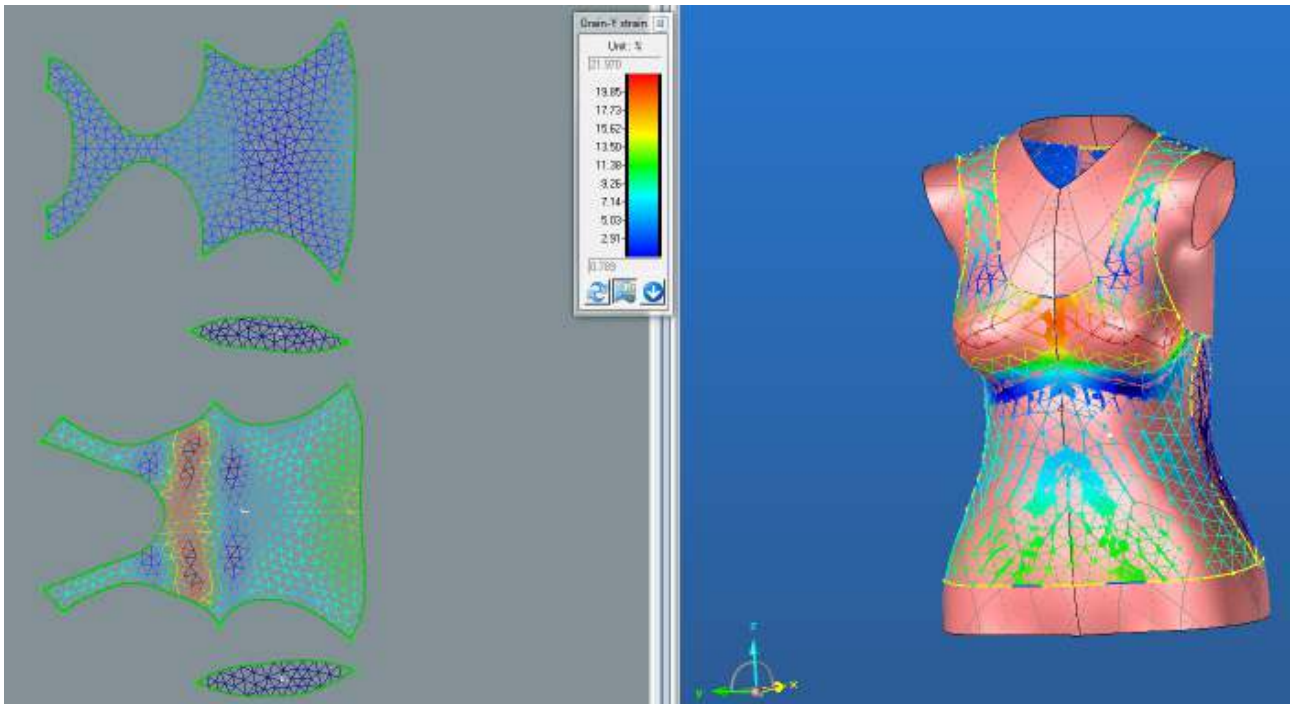 Grain-Y strain
Unit: %
21.970
19.85
17.73
15.62
13.50
11.38
9.26
7.14
5.03
2.91
0.789
z
y
x